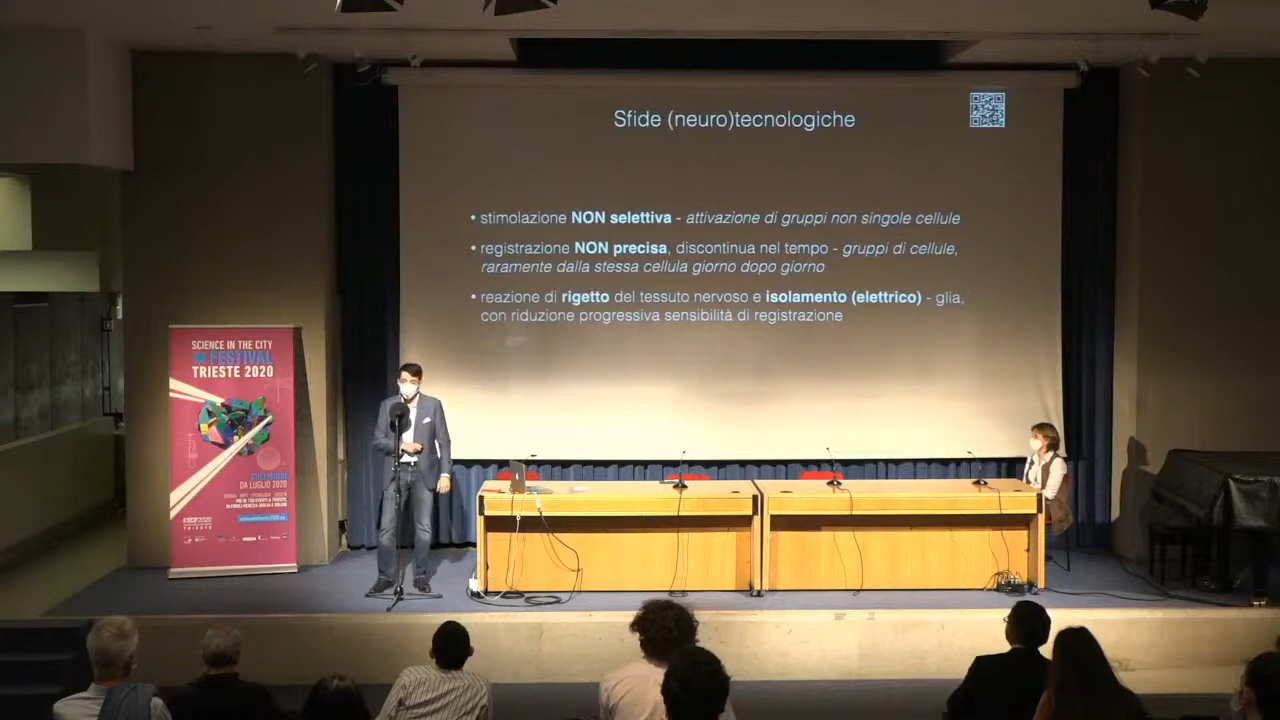 Sfide (neuro)tecnologiche
• stimolazione NON selettiva - attivazione di gruppi non singole cellule
• registrazione NON precisa, discontinua nel tempo - gruppi di cellule,
raramente dalla stessa cellula giorno dopo giorno
• reazione di rigetto del tessuto nervoso e isolamento (elettrico) - glia,
con riduzione progressiva sensibilità di registrazione
SCIENCE IN THE CITY
FESTIVAL
TRIESTE 2020
DA LUGLIO 2020
TRIESTE